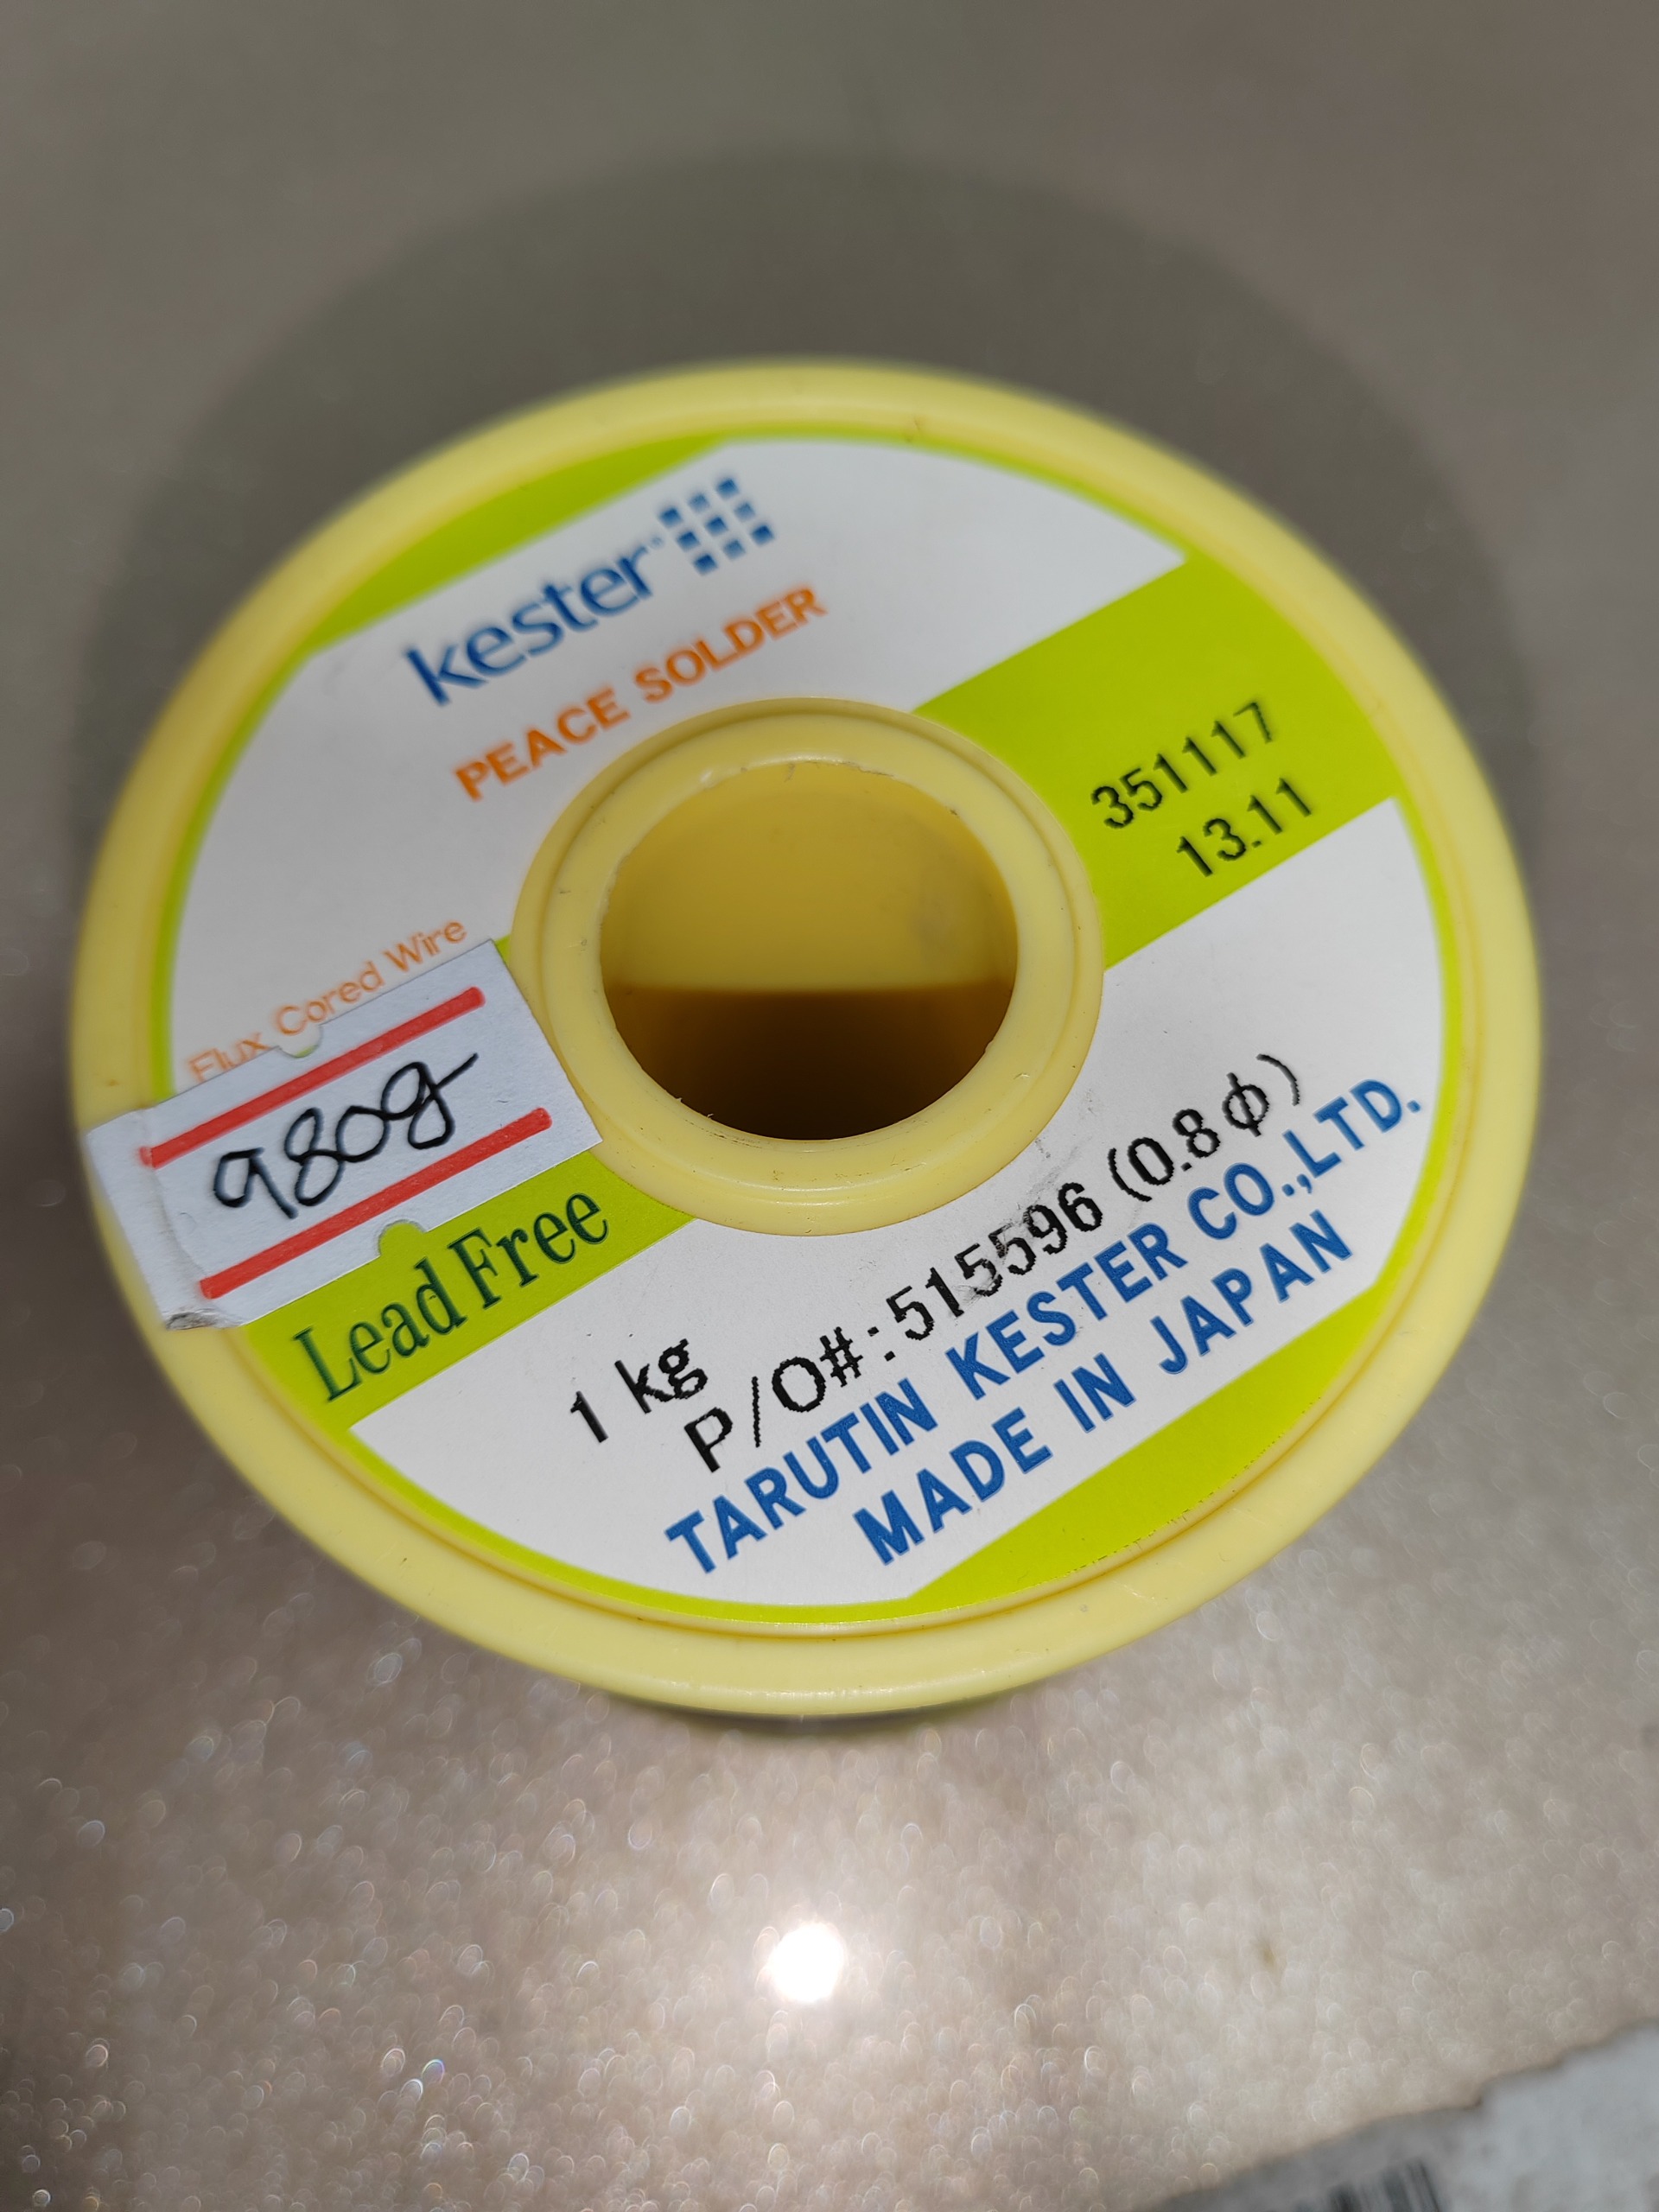 kester
PEACE SOLDER
351117
13.11
Flux Cored Wire
980g
Lead Free
1 kg
P/O#:515596 (0.8φ)
TARUTIN KESTER CO.,LTD.
MADE IN JAPAN